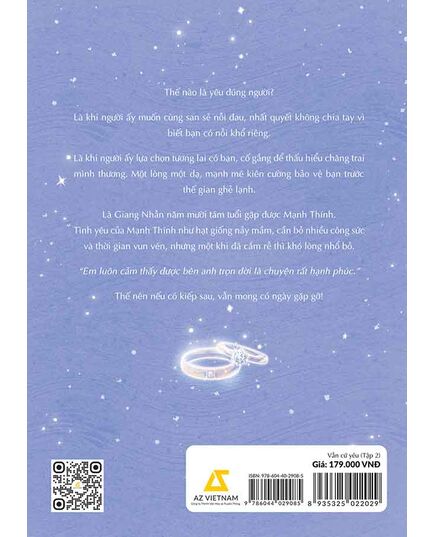 Thế nào là yêu đúng người?
Là khi người ấy muốn cùng san sẻ nỗi đau, nhất quyết không chia tay vì
biết bạn có nỗi khổ riêng.
Là khi người ấy lựa chọn tương lai có bạn, cố gắng để thấu hiểu chàng trai
mình thương. Một lòng một dạ, mạnh mẽ kiên cường bảo vệ bạn trước
thế gian ghẻ lạnh.
Là Giang Nhẫn năm mười tám tuổi gặp được Mạnh Thính.
Tình yêu của Mạnh Thính như hạt giống nảy mầm, cần bỏ nhiều công sức
và thời gian vun vén, nhưng một khi đã cắm rễ thì khó lòng nhổ bỏ.
"Em luôn cảm thấy được bên anh trọn đời là chuyện rất hạnh phúc."
Thế nên nếu có kiếp sau, vẫn mong có ngày gặp gỡ!
AZ VIETNAM
ISBN: 978-604-40-2908-5
9 786044 029085
Vẫn cứ yêu (Tập 2)
Giá: 179.000 VNĐ
8 935325 022029